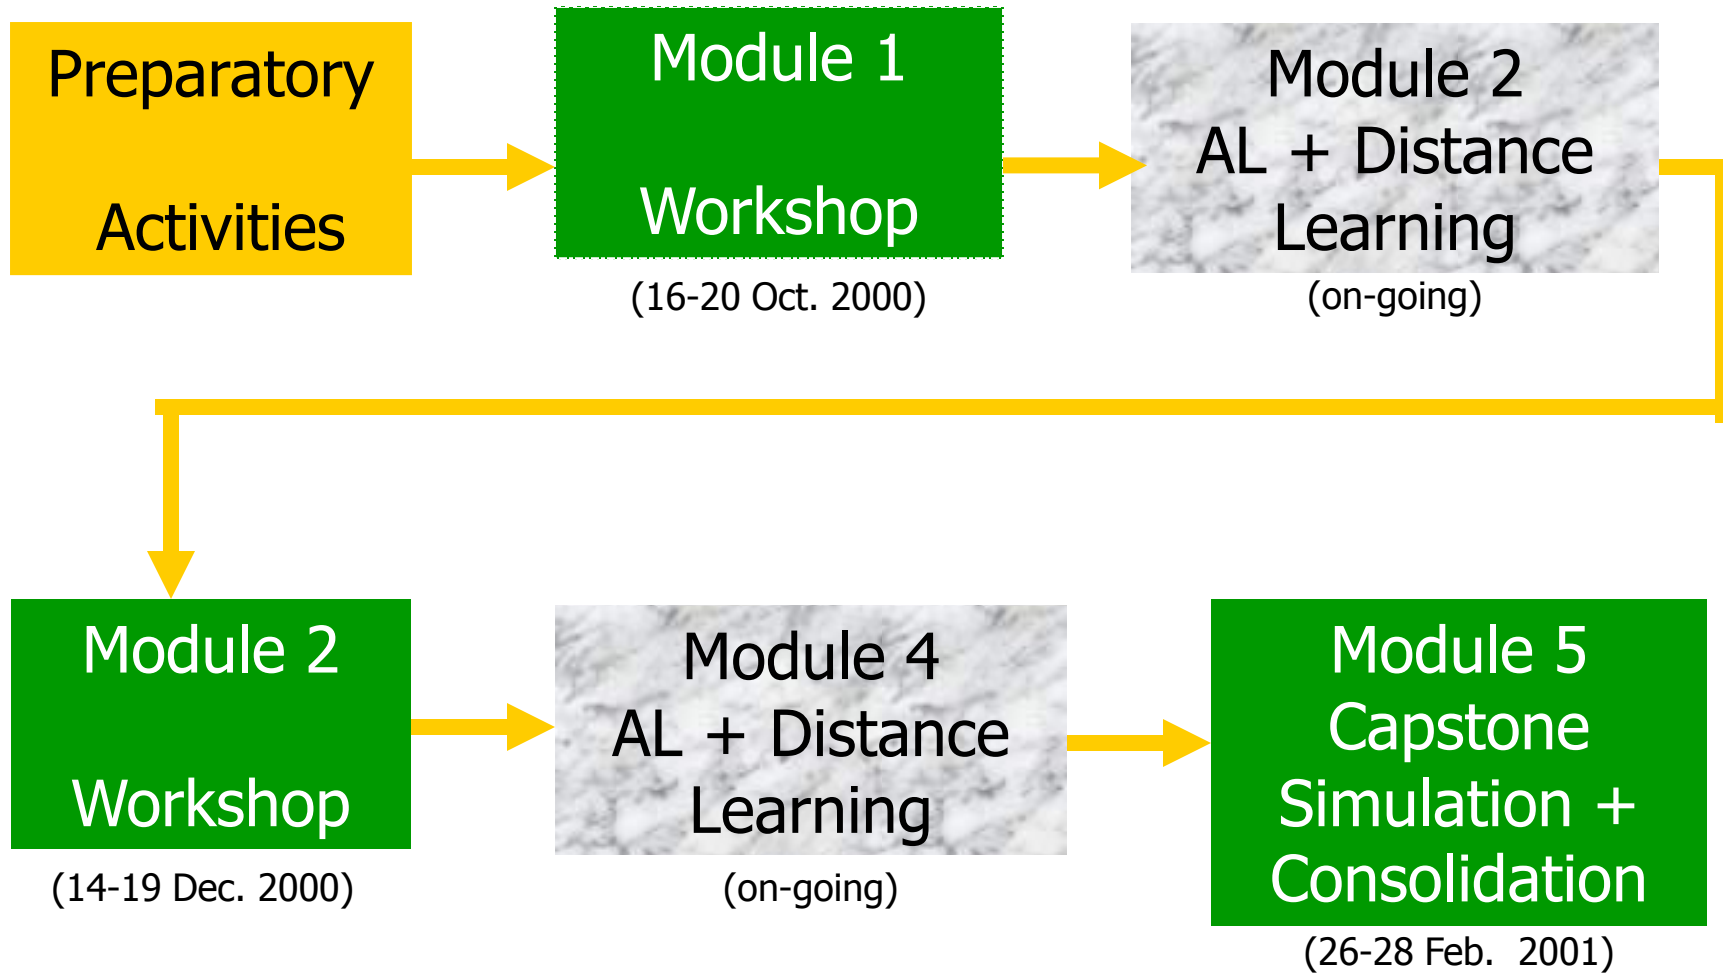 Preparatory
Activities
Module 1
Workshop
(16-20 Oct. 2000)
Module 2
AL + Distance
Learning
(on-going)
Module 2
Workshop
(14-19 Dec. 2000)
Module 4
AL + Distance
Learning
(on-going)
Module 5
Capstone
Simulation +
Consolidation
(26-28 Feb.  2001)